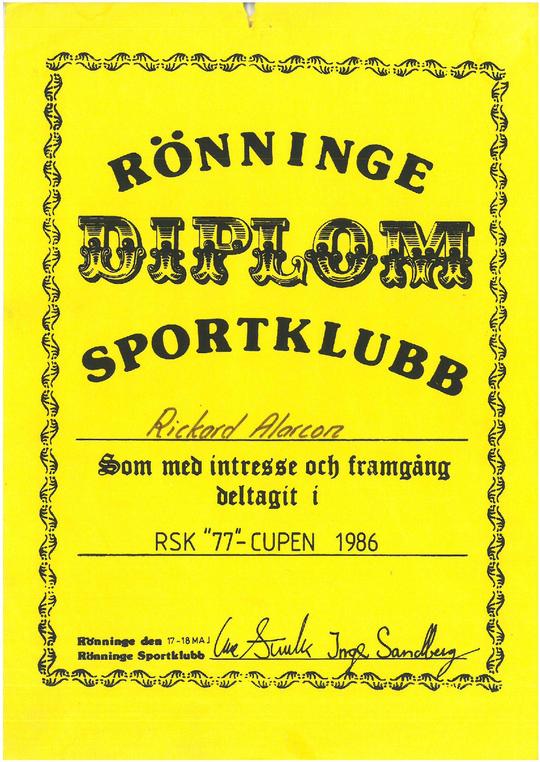 RÖNNINGE
DIPLOM
SPORTKLUBB
Rickard Alarcon
Som med intresse och framgång
deltagit i
RSK "77"-CUPEN 1986
Rönninge den 17-18 MAJ
Rönninge Sportklubb Inge Sandberg